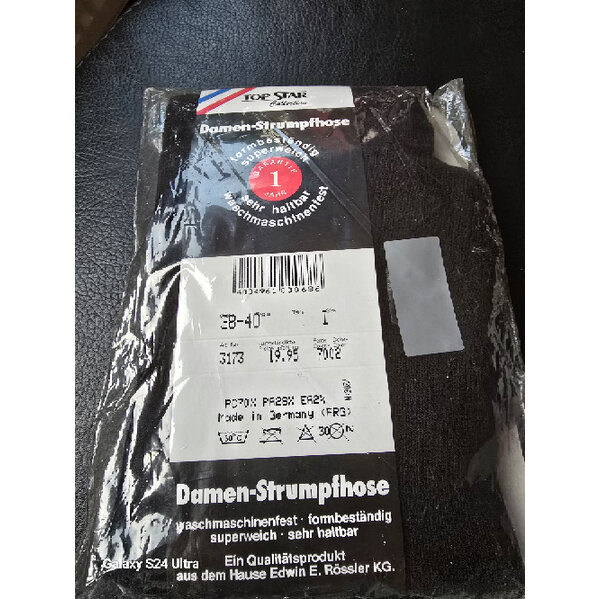 TOP STAR
Collection
Damen-Strumpfhose
formbeständig
superweich
GARANTIE
1
JAHR
sehr haltbar
waschmaschinenfest
4034961030686
38-40 1
3173 19.95 7002
PC70% PA28% EA2%
Made in Germany (FRG)
30°C
Damen-Strumpfhose
waschmaschinenfest · formbeständig
superweich · sehr haltbar
Ein Qualitätsprodukt
aus dem Hause Edwin E. Rössler KG.
Galaxy S24 Ultra